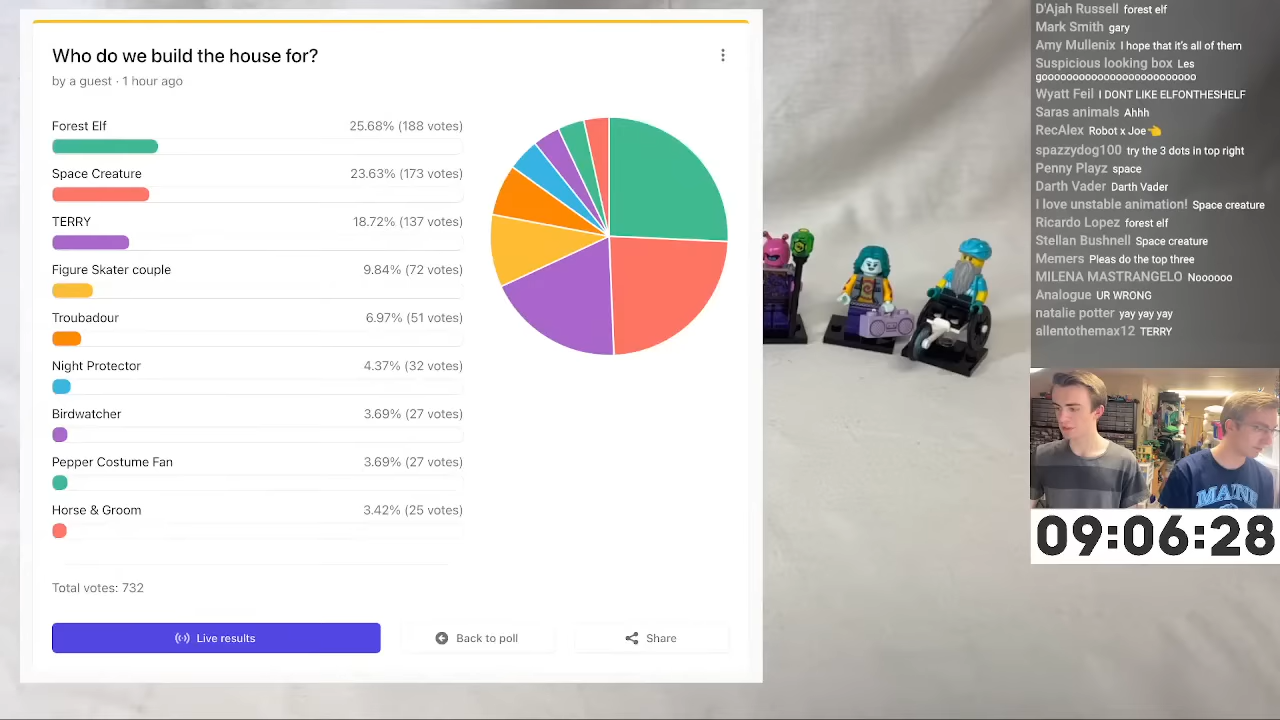 Who do we build the house for?
by a guest · 1 hour ago
Forest Elf 25.68% (188 votes)
Space Creature 23.63% (173 votes)
TERRY 18.72% (137 votes)
Figure Skater couple 9.84% (72 votes)
Troubadour 6.97% (51 votes)
Night Protector 4.37% (32 votes)
Birdwatcher 3.69% (27 votes)
Pepper Costume Fan 3.69% (27 votes)
Horse & Groom 3.42% (25 votes)
Total votes: 732
Live results
Back to poll
Share
D'Ajah Russell forest elf
Mark Smith gary
Amy Mullenix I hope that it's all of them
Suspicious looking box Les
gooooooooooooooooooooooooo
Wyatt Feil I DONT LIKE ELFONTHESHELF
Saras animals Ahhh
RecAlex Robot x Joe👈
spazzydog100 try the 3 dots in top right
Penny Playz space
Darth Vader Darth Vader
I love unstable animation! Space creature
Ricardo Lopez forest elf
Stellan Bushnell Space creature
Memers Pleas do the top three
MILENA MASTRANGELO Noooooo
Analogue UR WRONG
natalie potter yay yay yay
allentothemax12 TERRY
MAINE
09:06:28